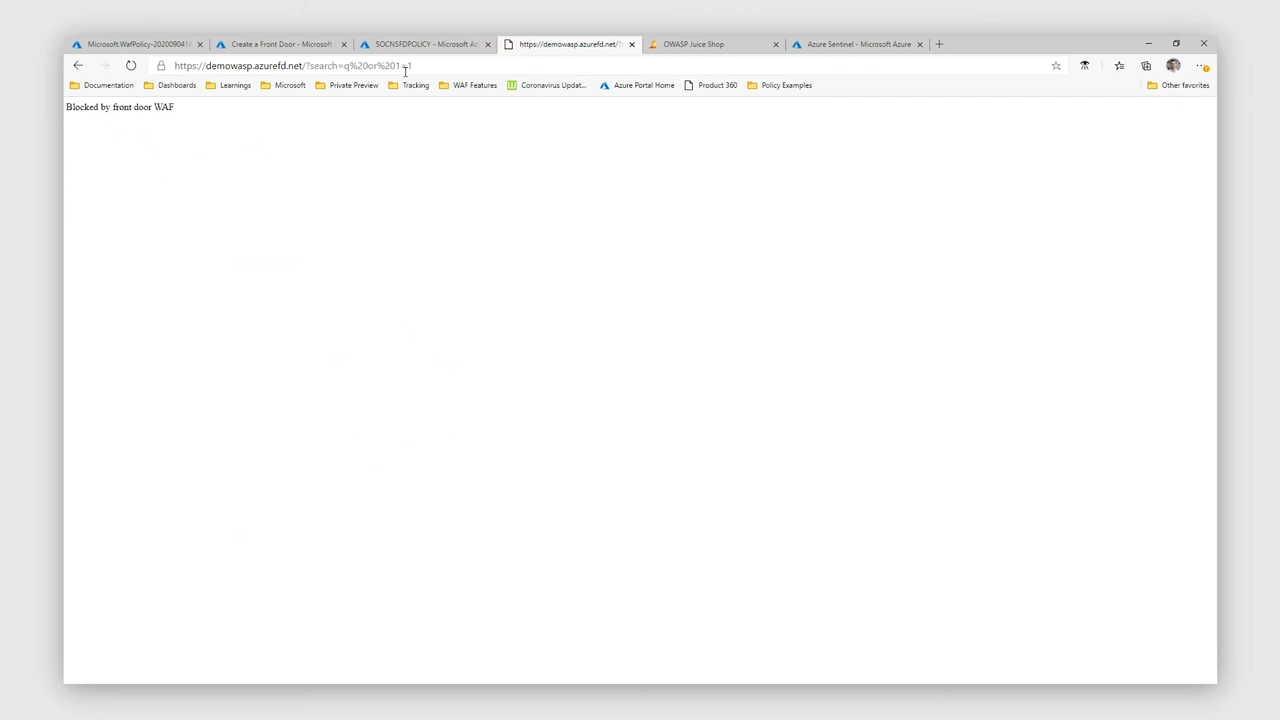 Microsoft.WafPolicy-2020090416
Create a Front Door - Microsoft
SOCNSFDPOLICY - Microsoft Az
https://demowasp.azurefd.net/?
OWASP Juice Shop
Azure Sentinel - Microsoft Azure
https://demowasp.azurefd.net/?search=q%20or%201=1
Documentation
Dashboards
Learnings
Microsoft
Private Preview
Tracking
WAF Features
Coronavirus Updat...
Azure Portal Home
Product 360
Policy Examples
Other favorites
Blocked by front door WAF